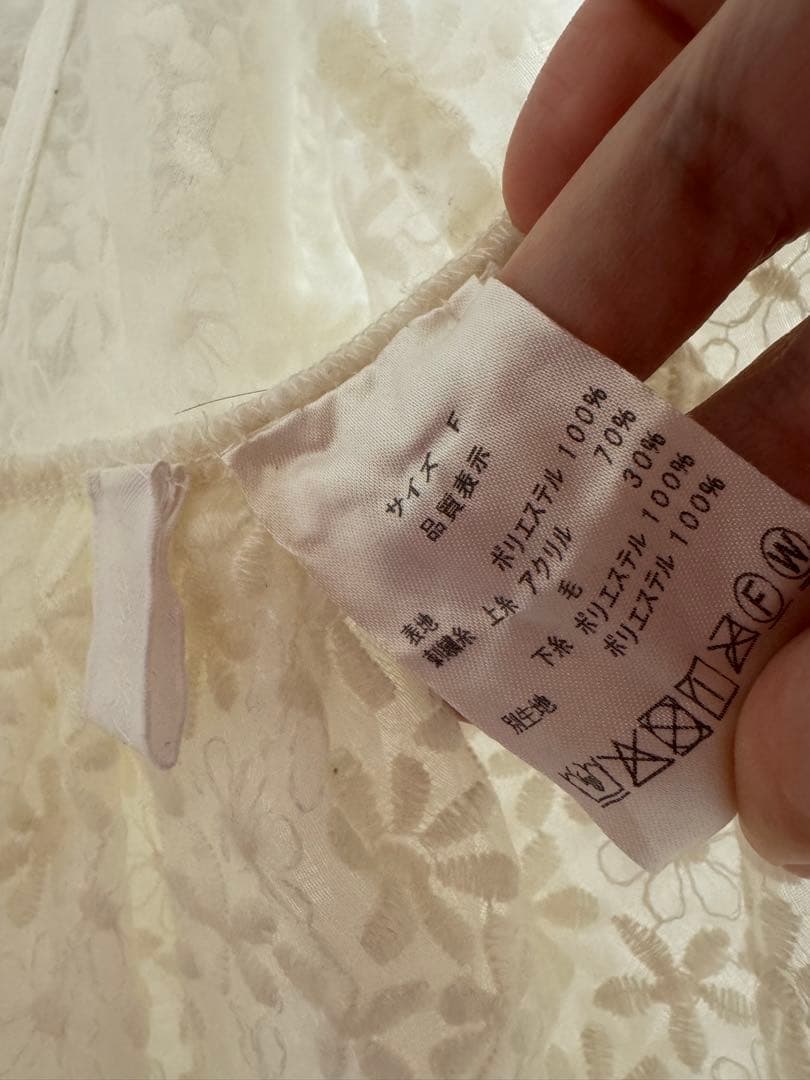 サイズ F
品質表示
表地 ポリエステル 100%
刺繍糸 上糸 アクリル 70%
毛 30%
下糸 ポリエステル 100%
別生地 ポリエステル 100%
F W